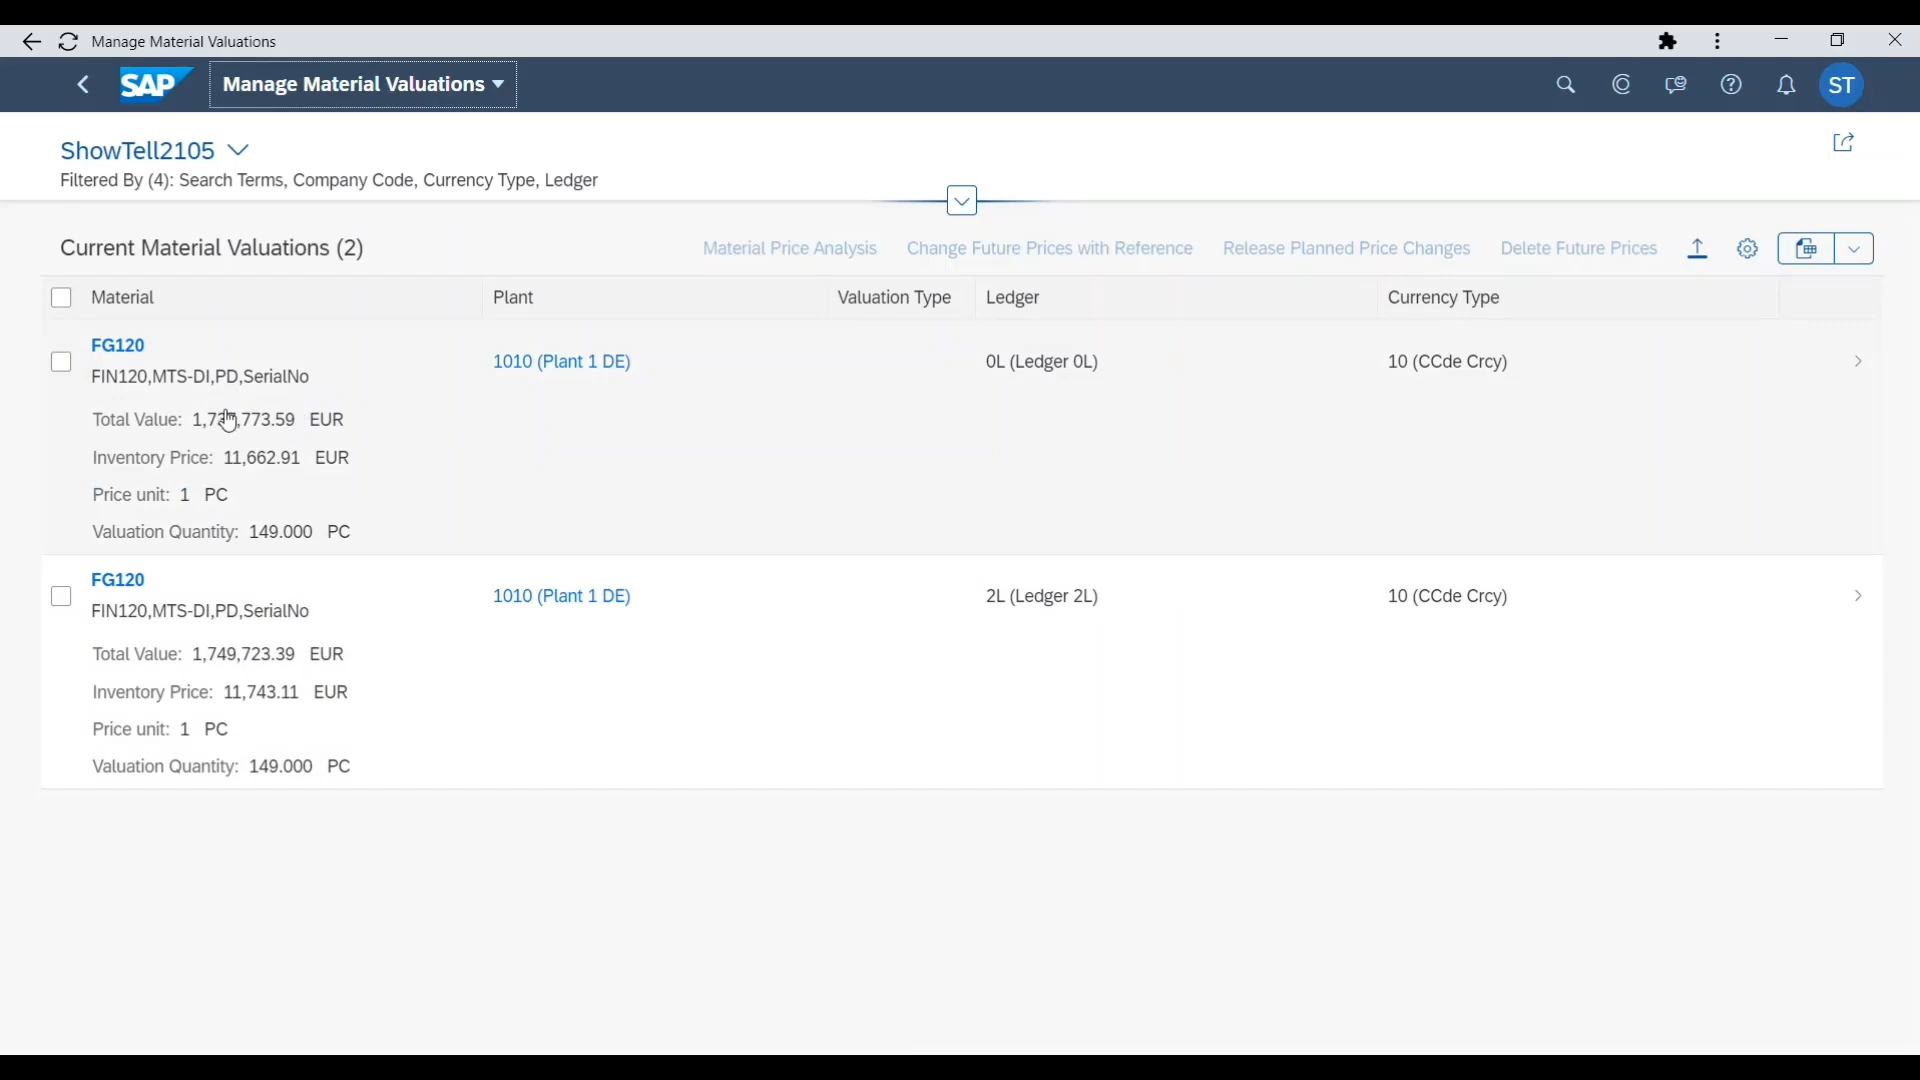 Manage Material Valuations
SAP Manage Material Valuations ST
ShowTell2105
Filtered By (4): Search Terms, Company Code, Currency Type, Ledger
Current Material Valuations (2) Material Price Analysis Change Future Prices with Reference Release Planned Price Changes Delete Future Prices
Material Plant Valuation Type Ledger Currency Type
FG120
1010 (Plant 1 DE) 0L (Ledger 0L) 10 (CCde Crcy)
FIN120,MTS-DI,PD,SerialNo
Total Value: EUR
Inventory Price: 11,662.91 EUR
Price unit: 1 PC
Valuation Quantity: 149.000 PC
FG120
1010 (Plant 1 DE) 2L (Ledger 2L) 10 (CCde Crcy)
FIN120,MTS-DI,PD,SerialNo
Total Value: 1,749,723.39 EUR
Inventory Price: 11,743.11 EUR
Price unit: 1 PC
Valuation Quantity: 149.000 PC